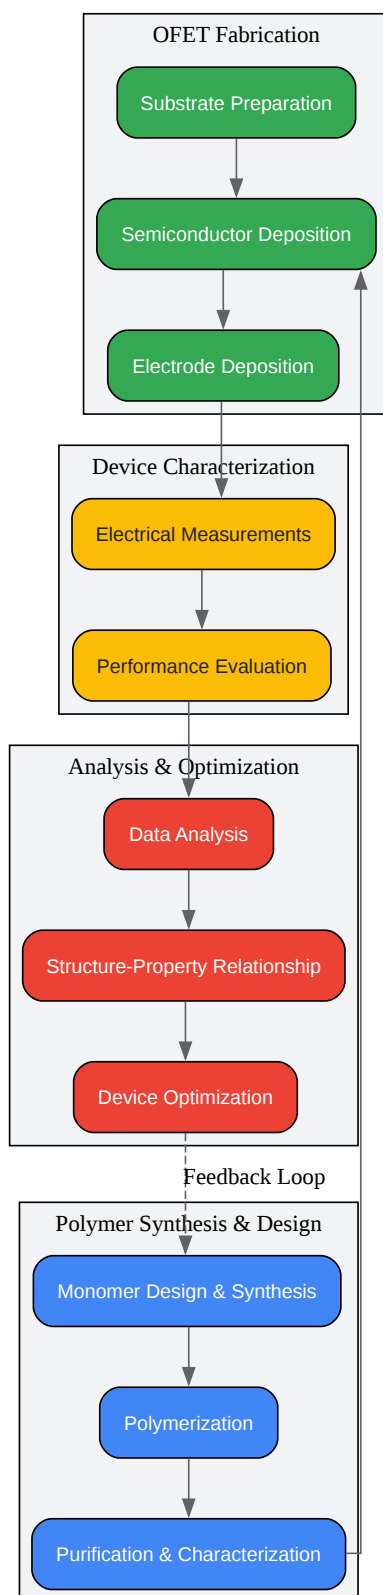 OFET Fabrication
Substrate Preparation
Semiconductor Deposition
Electrode Deposition
Device Characterization
Electrical Measurements
Performance Evaluation
Analysis & Optimization
Data Analysis
Structure-Property Relationship
Device Optimization
Feedback Loop
Polymer Synthesis & Design
Monomer Design & Synthesis
Polymerization
Purification & Characterization